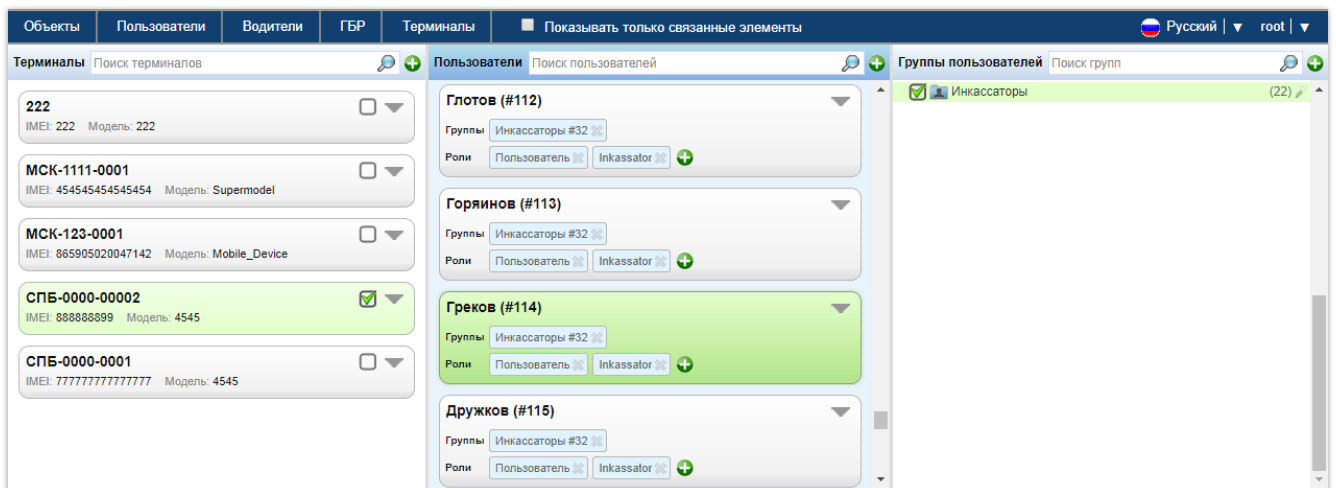 Объекты Пользователи Водители ГБР Терминалы Показывать только связанные элементы Русский ▼ root ▼
Терминалы Поиск терминалов
222
IMEI: 222 Модель: 222
МСК-1111-0001
IMEI: 454545454545454 Модель: Supermodel
МСК-123-0001
IMEI: 865905020047142 Модель: Mobile_Device
СПБ-0000-00002
IMEI: 888888899 Модель: 4545
СПБ-0000-0001
IMEI: 777777777777777 Модель: 4545
Пользователи Поиск пользователей
Глотов (#112)
Группы Инкассаторы #32
Роли Пользователь Inkassator
Горяинов (#113)
Группы Инкассаторы #32
Роли Пользователь Inkassator
Греков (#114)
Группы Инкассаторы #32
Роли Пользователь Inkassator
Дружков (#115)
Группы Инкассаторы #32
Роли Пользователь Inkassator
Группы пользователей Поиск групп
Инкассаторы (22)